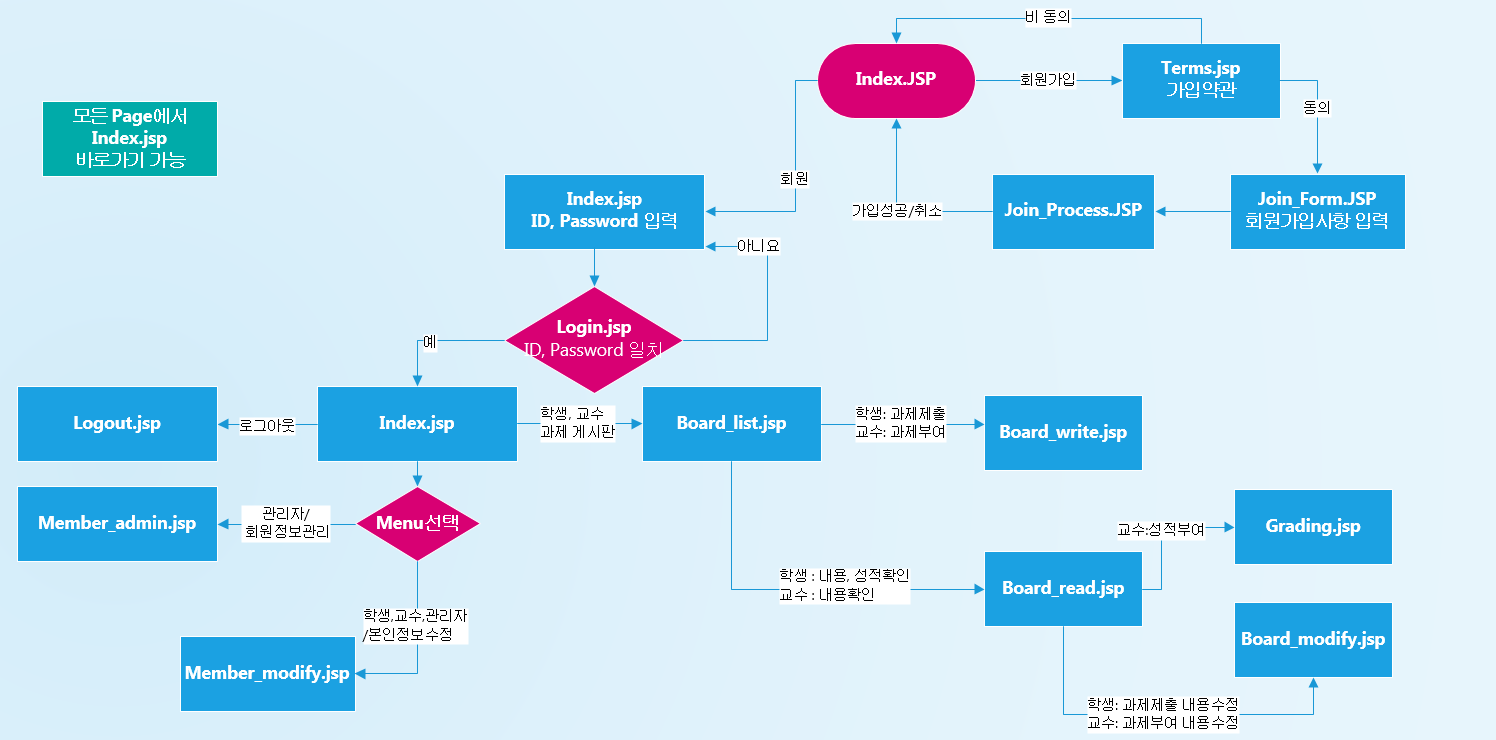 비 동의
Index.JSP
회원가입
Terms.jsp
가입약관
동의
모든 Page에서
Index.jsp
바로가기 가능
회원
Index.jsp
ID, Password 입력
가입성공/취소
Join_Process.JSP
Join_Form.JSP
회원가입사항 입력
아니요
Login.jsp
ID, Password 일치
예
Logout.jsp
로그아웃
Index.jsp
학생, 교수
과제 게시판
Board_list.jsp
학생: 과제제출
교수: 과제부여
Board_write.jsp
Member_admin.jsp
관리자/
회원정보관리
Menu선택
교수:성적부여
Grading.jsp
학생 : 내용, 성적확인
교수 : 내용확인
Board_read.jsp
학생,교수,관리자
/본인정보수정
Member_modify.jsp
Board_modify.jsp
학생: 과제제출 내용수정
교수: 과제부여 내용수정